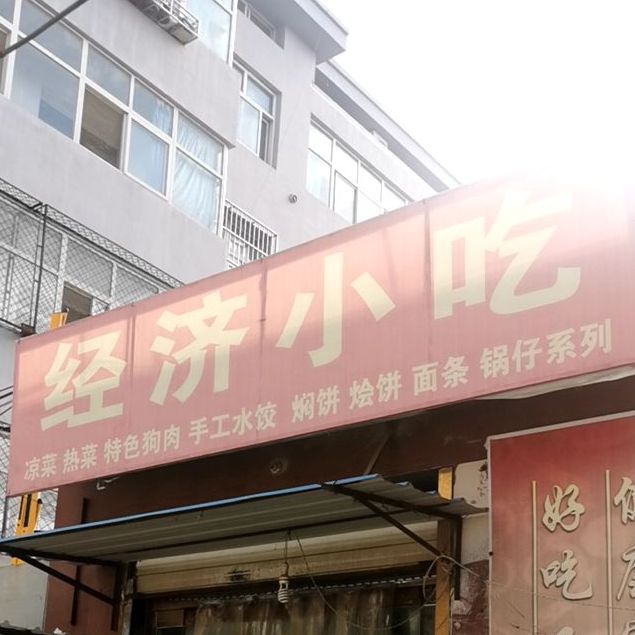 经济小吃
凉菜 热菜 特色狗肉 手工水饺 焖饼 烩饼 面条 锅仔系列
好吃